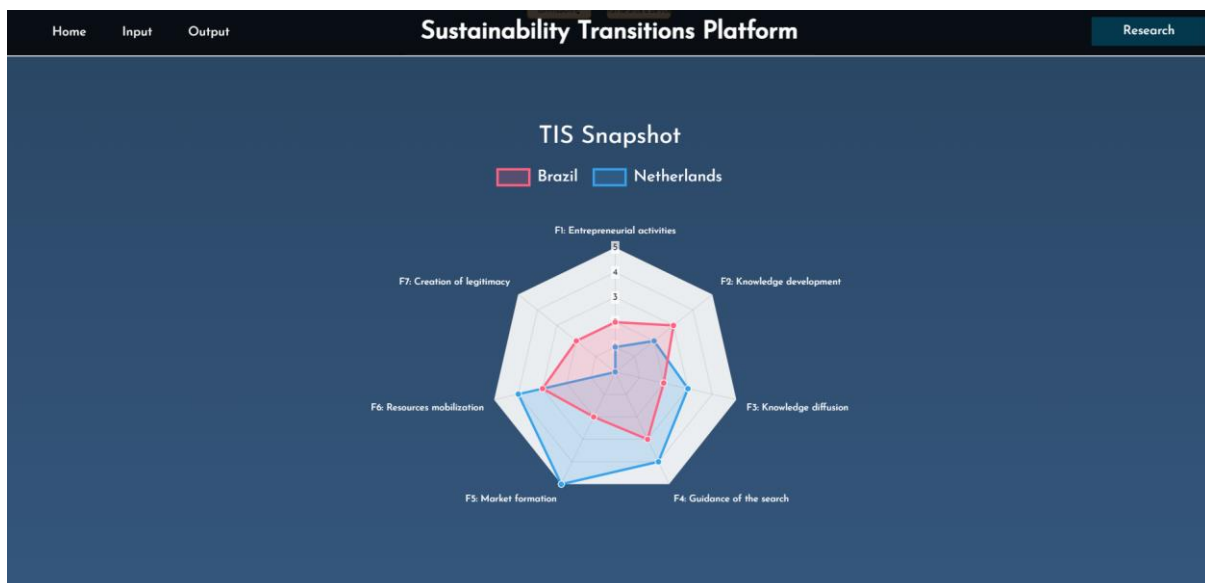 Home Input Output Sustainability Transitions Platform Research
TIS Snapshot
Brazil Netherlands
F1: Entrepreneurial activities
5
F7: Creation of legitimacy 4 F2: Knowledge development
3
F6: Resources mobilization F3: Knowledge diffusion
F5: Market formation F4: Guidance of the search